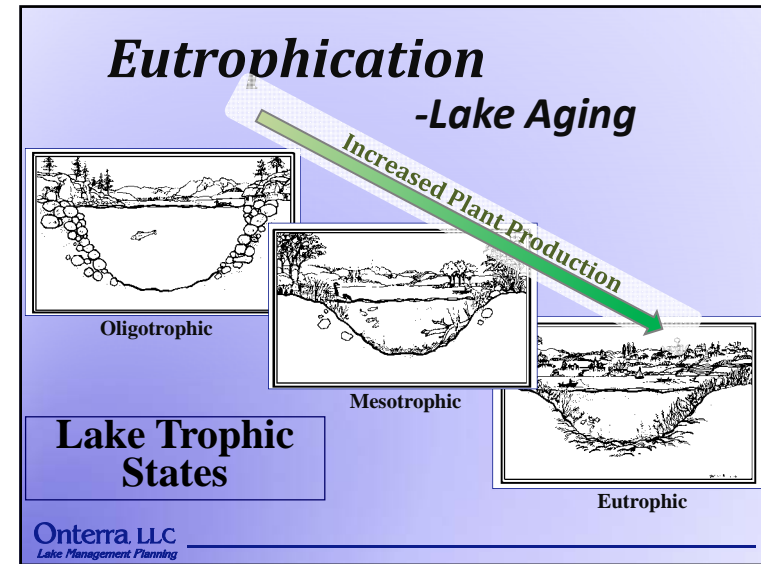 Eutrophication
-Lake Aging
Increased Plant Production
Oligotrophic
Mesotrophic
Eutrophic
Lake Trophic
States
Onterra, LLC
Lake Management Planning